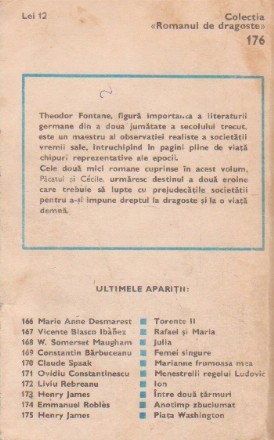 Lei 12
Colecția
«Romanul de dragoste»
176
Theodor Fontane, figură importantă a literaturii
germane din a doua jumătate a secolului trecut,
este un maestru al observației realiste a societății
vremii sale, întruchipînd în pagini pline de viață
chipuri reprezentative ale epocii.
Cele două mici romane cuprinse în acest volum,
Păcatul și Cécile, urmăresc destinul a două eroine
care trebuie să lupte cu prejudecățile societății
pentru a-și impune dreptul la dragoste și la o viață
demnă.
ULTIMELE APARIȚII:
166 Marie Anne Desmarest Torente II
167 Vicente Blasco Ibáñez Rafael și Maria
168 W. Somerset Maugham Julia
169 Constantin Bărbuceanu Femei singure
170 Claude Spaak Marianne frumoasa mea
171 Ovidiu Constantinescu Menestrelii regelui Ludovic
172 Liviu Rebreanu Ion
173 Henry James Între două țărmuri
174 Emmanuel Roblès Anotimp zbuciumat
175 Henry James Piața Washington